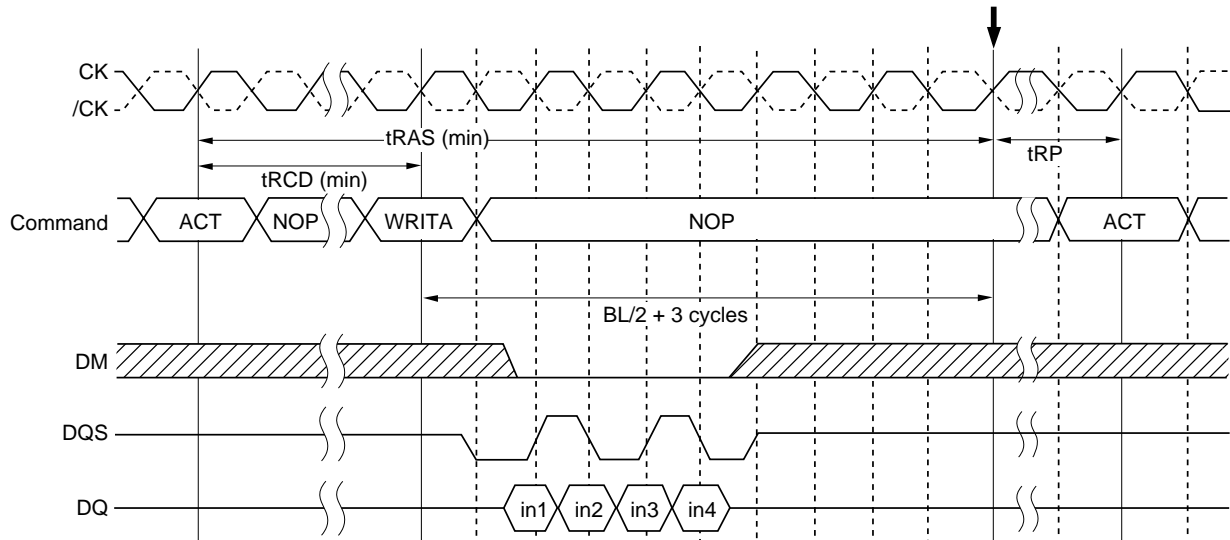 CK
/CK
tRAS (min)
tRP
tRCD (min)
Command ACT NOP WRITA NOP ACT
BL/2 + 3 cycles
DM
DQS
DQ in1 in2 in3 in4